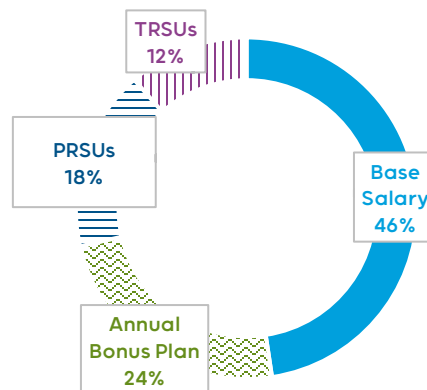 TRSUs
12%
PRSUs
18%
Base
Salary
46%
Annual
Bonus Plan
24%